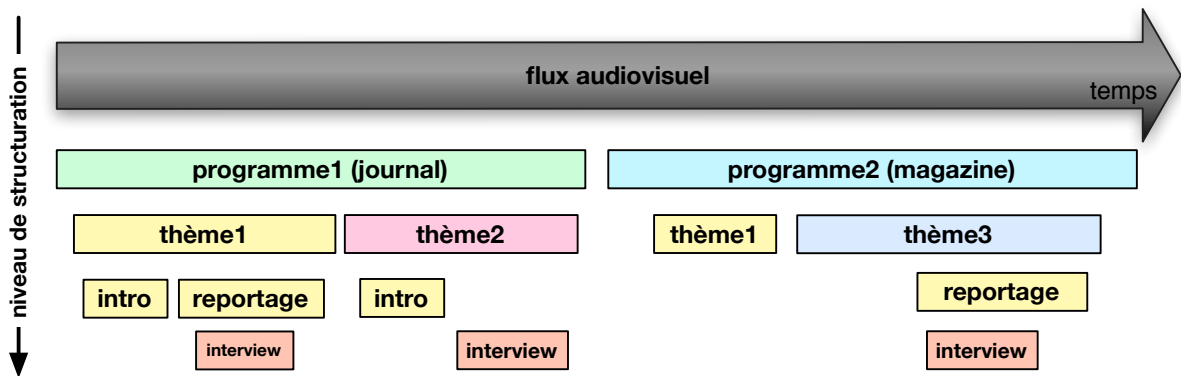 niveau de structuration
flux audiovisuel
temps
programme1 (journal)
programme2 (magazine)
thème1
thème2
thème1
thème3
intro
reportage
intro
reportage
interview
interview
interview